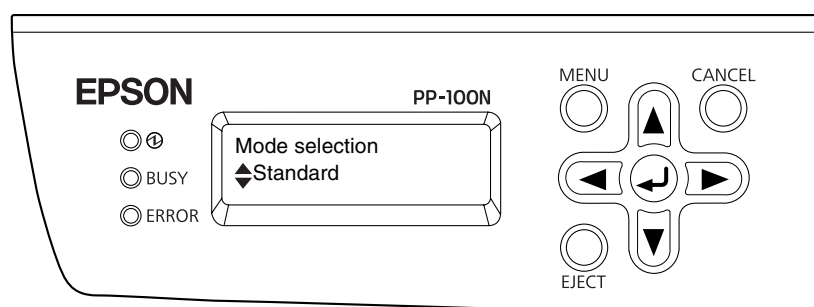 EPSON
PP-100N
MENU
CANCEL
Mode selection
Standard
BUSY
ERROR
EJECT